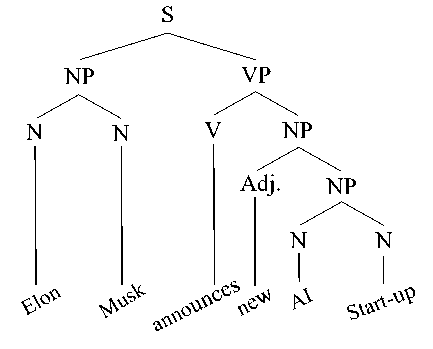 S
NP VP
N N V NP
Adj. NP
N N
Elon Musk announces new AI Start-up